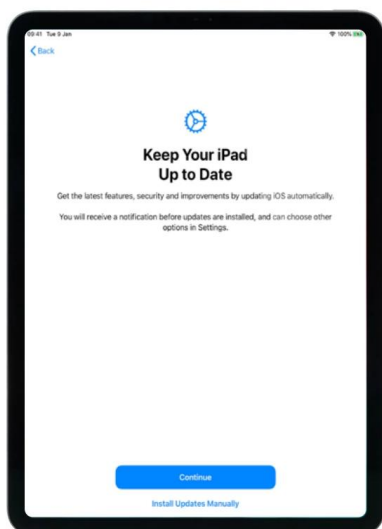 09:41 Tue 9 Jan
100%
Back
Keep Your iPad
Up to Date
Get the latest features, security and improvements by updating iOS automatically.
You will receive a notification before updates are installed, and can choose other
options in Settings.
Continue
Install Updates Manually